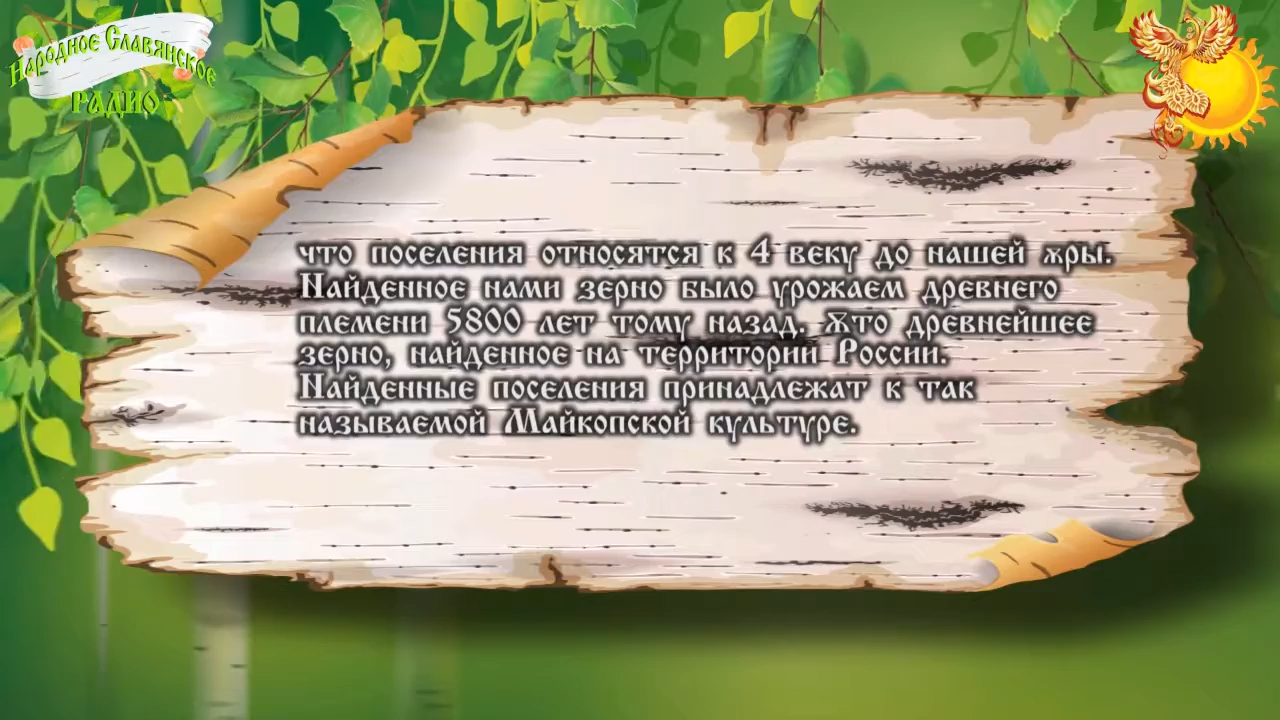 Народное Славянское
РАДИО
что поселения относятся к 4 веку до нашей эры.
Найденное нами зерно было урожаем древнего
племени 5800 лет тому назад. Это древнейшее
зерно, найденное на территории России.
Найденные поселения принадлежат к так
называемой Майкопской культуре.